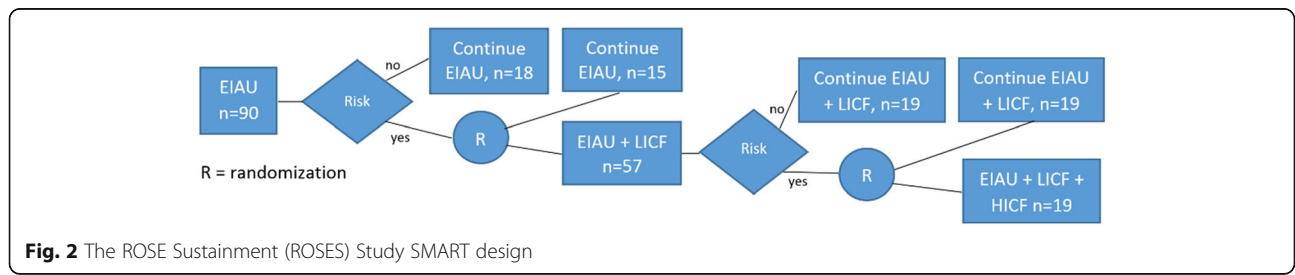 EIAU
n=90
Risk
no
yes
Continue
EIAU, n=18
R
Continue
EIAU, n=15
EIAU + LICF
n=57
Risk
no
yes
Continue EIAU
+ LICF, n=19
R
Continue EIAU
+ LICF, n=19
EIAU + LICF +
HICF n=19
R = randomization
Fig. 2 The ROSE Sustainment (ROSES) Study SMART design